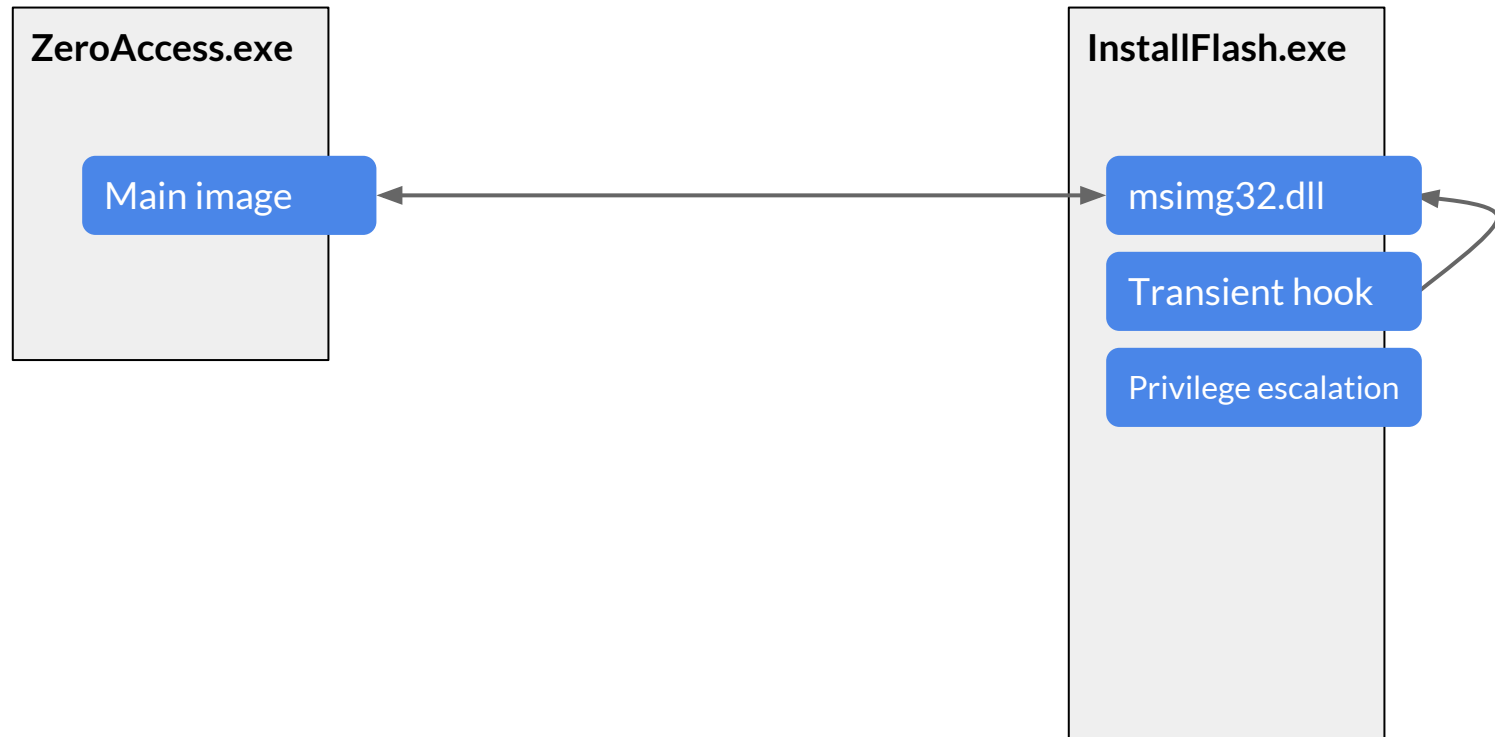 ZeroAccess.exe
Main image
InstallFlash.exe
msimg32.dll
Transient hook
Privilege escalation